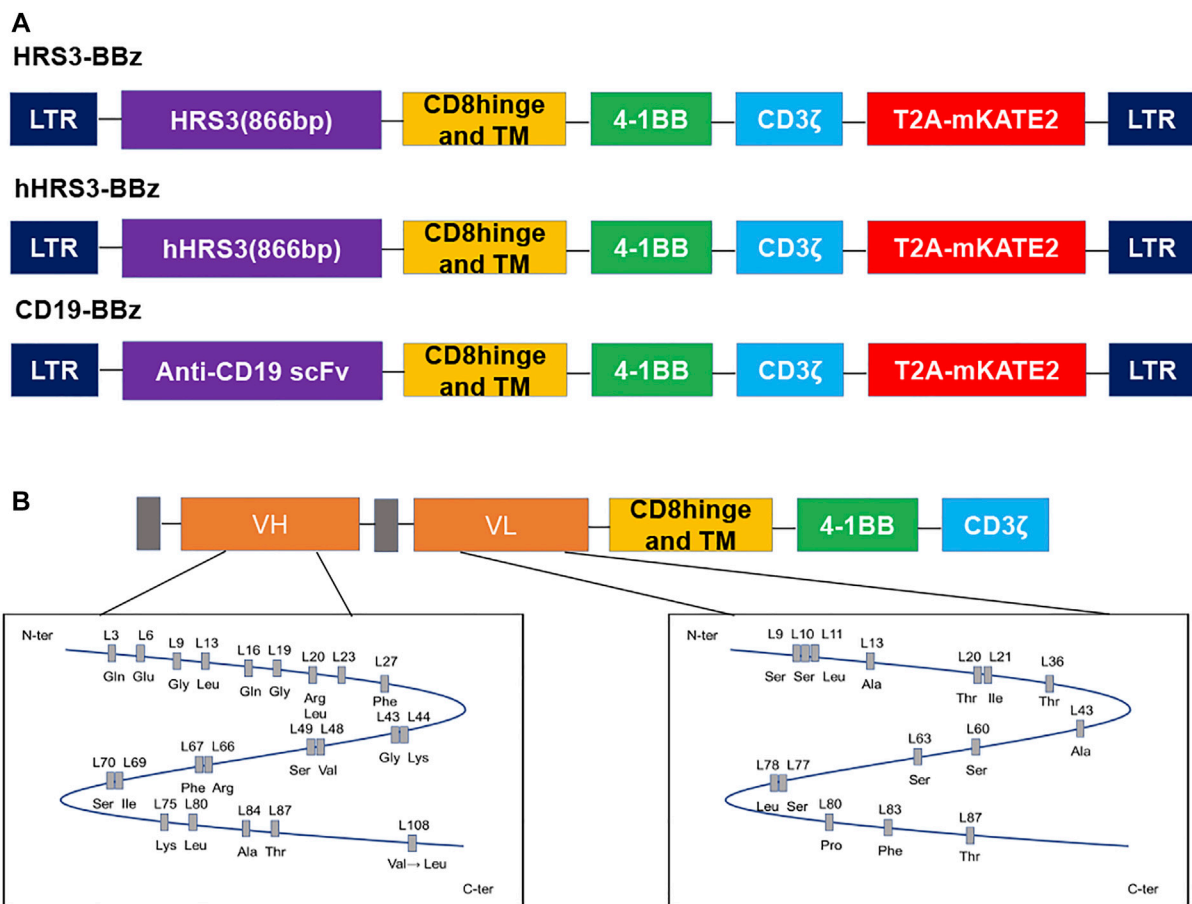 A
HRS3-BBz
LTR HRS3(866bp) CD8hinge and TM 4-1BB CD3ζ T2A-mKATE2 LTR
hHRS3-BBz
LTR hHRS3(866bp) CD8hinge and TM 4-1BB CD3ζ T2A-mKATE2 LTR
CD19-BBz
LTR Anti-CD19 scFv CD8hinge and TM 4-1BB CD3ζ T2A-mKATE2 LTR
B
VH VL CD8hinge and TM 4-1BB CD3ζ
N-ter
L3 L6 L9 L13 L16 L19 L20 L23 L27
Gln Glu Gly Leu Gln Gly Arg Phe
Leu
L49 L48 L43 L44
Ser Val Gly Lys
L70 L69 L67 L66
Ser Ile Phe Arg
L75 L80 L84 L87 L108
Lys Leu Ala Thr Val→ Leu
C-ter
N-ter
L9 L10 L11 L13 L20 L21 L36
Ser Ser Leu Ala Thr Ile Thr
L43
Ala
L63 L60
Ser Ser
L78 L77
Leu Ser
L80 L83 L87
Pro Phe Thr
C-ter